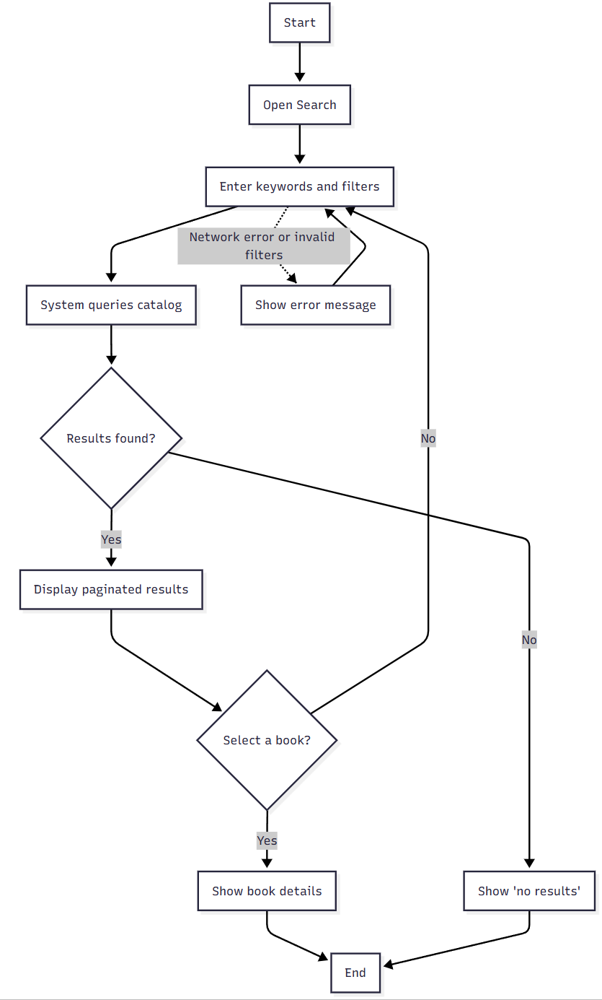 Start
Open Search
Enter keywords and filters
Network error or invalid
filters
System queries catalog
Show error message
Results found?
No
Yes
Display paginated results
No
Select a book?
Yes
Show book details
Show 'no results'
End